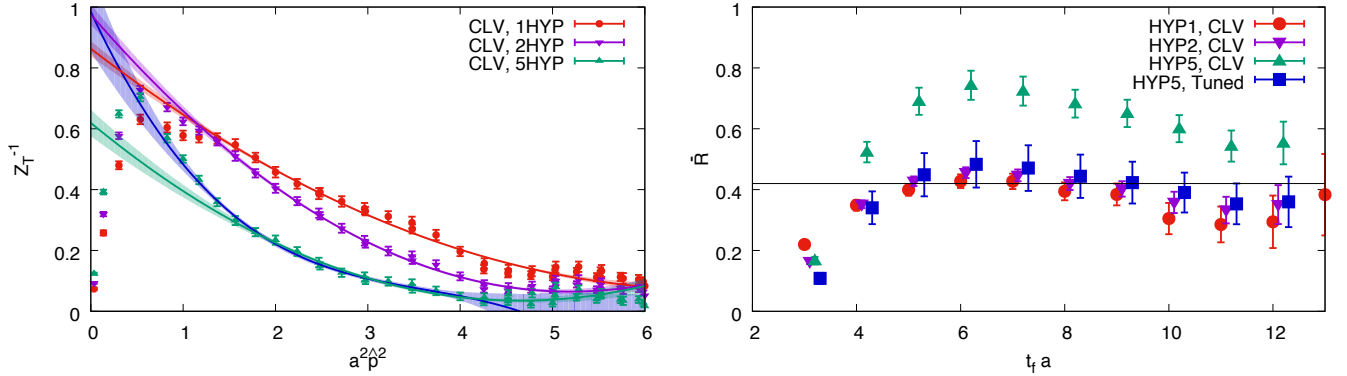 CLV, 1HYP
CLV, 2HYP
CLV, 5HYP
1
0.8
0.6
0.4
0.2
0
Z_T^-1
0 1 2 3 4 5 6
a^2p̂^2
HYP1, CLV
HYP2, CLV
HYP5, CLV
HYP5, Tuned
1
0.8
0.6
0.4
0.2
0
R̄
2 4 6 8 10 12
t_f a